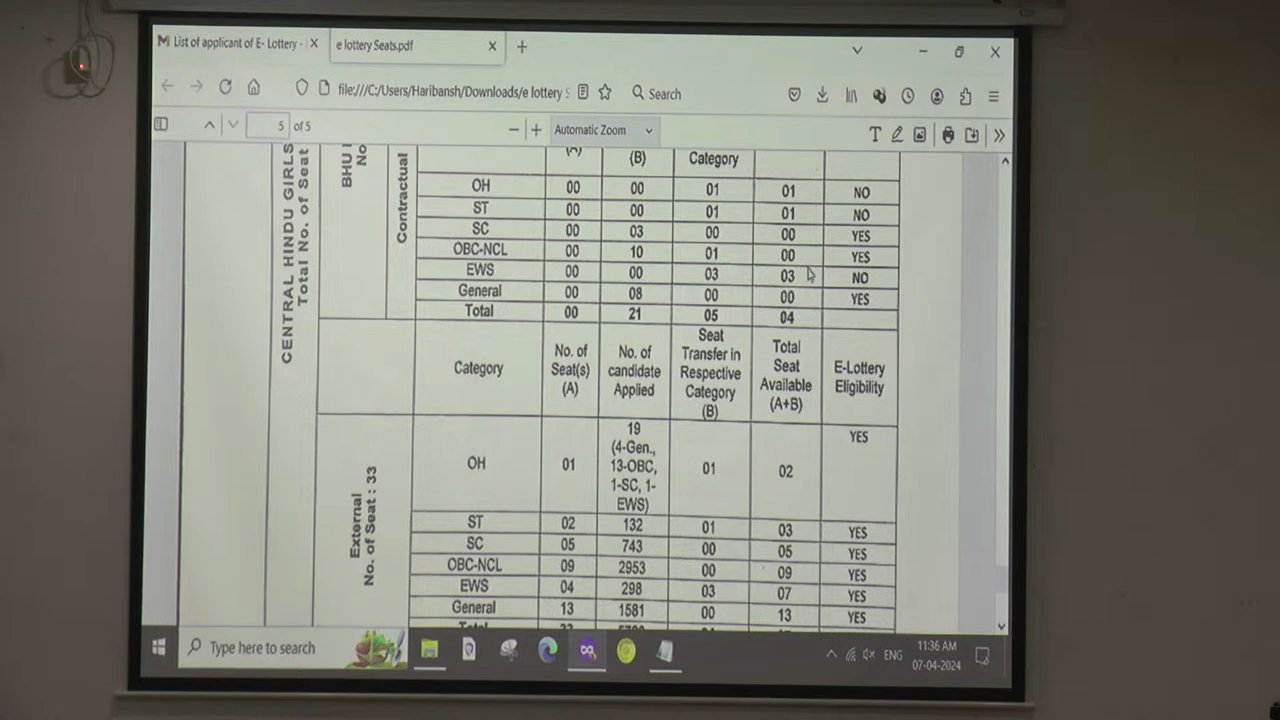 List of applicant of E- Lottery -
e lottery Seats.pdf
file:///C:/Users/Haribansh/Downloads/e lottery S
Search
5 of 5
Automatic Zoom
CENTRAL HINDU GIRLS
Total No. of Seat
BHU
No
Contractual
(A) (B) Category
OH 00 00 01 01 NO
ST 00 00 01 01 NO
SC 00 03 00 00 YES
OBC-NCL 00 10 01 00 YES
EWS 00 00 03 03 NO
General 00 08 00 00 YES
Total 00 21 05 04
Category
No. of
Seat(s)
(A)
No. of
candidate
Applied
Seat
Transfer in
Respective
Category
(B)
Total
Seat
Available
(A+B)
E-Lottery
Eligibility
External
No. of Seat : 33
OH 01
19
(4-Gen.,
13-OBC,
1-SC, 1-
EWS)
01 02 YES
ST 02 132 01 03 YES
SC 05 743 00 05 YES
OBC-NCL 09 2953 00 09 YES
EWS 04 298 03 07 YES
General 13 1581 00 13 YES
Total
Type here to search
ENG
11:36 AM
07-04-2024